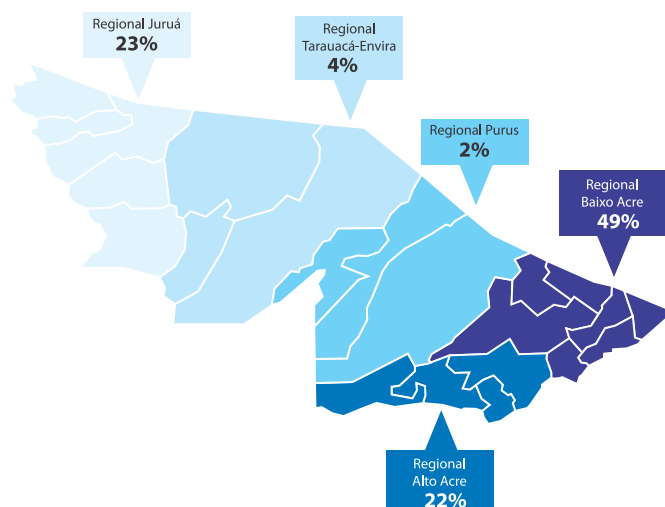 Regional Juruá
23%
Regional
Tarauacá-Envira
4%
Regional Purus
2%
Regional
Baixo Acre
49%
Regional
Alto Acre
22%